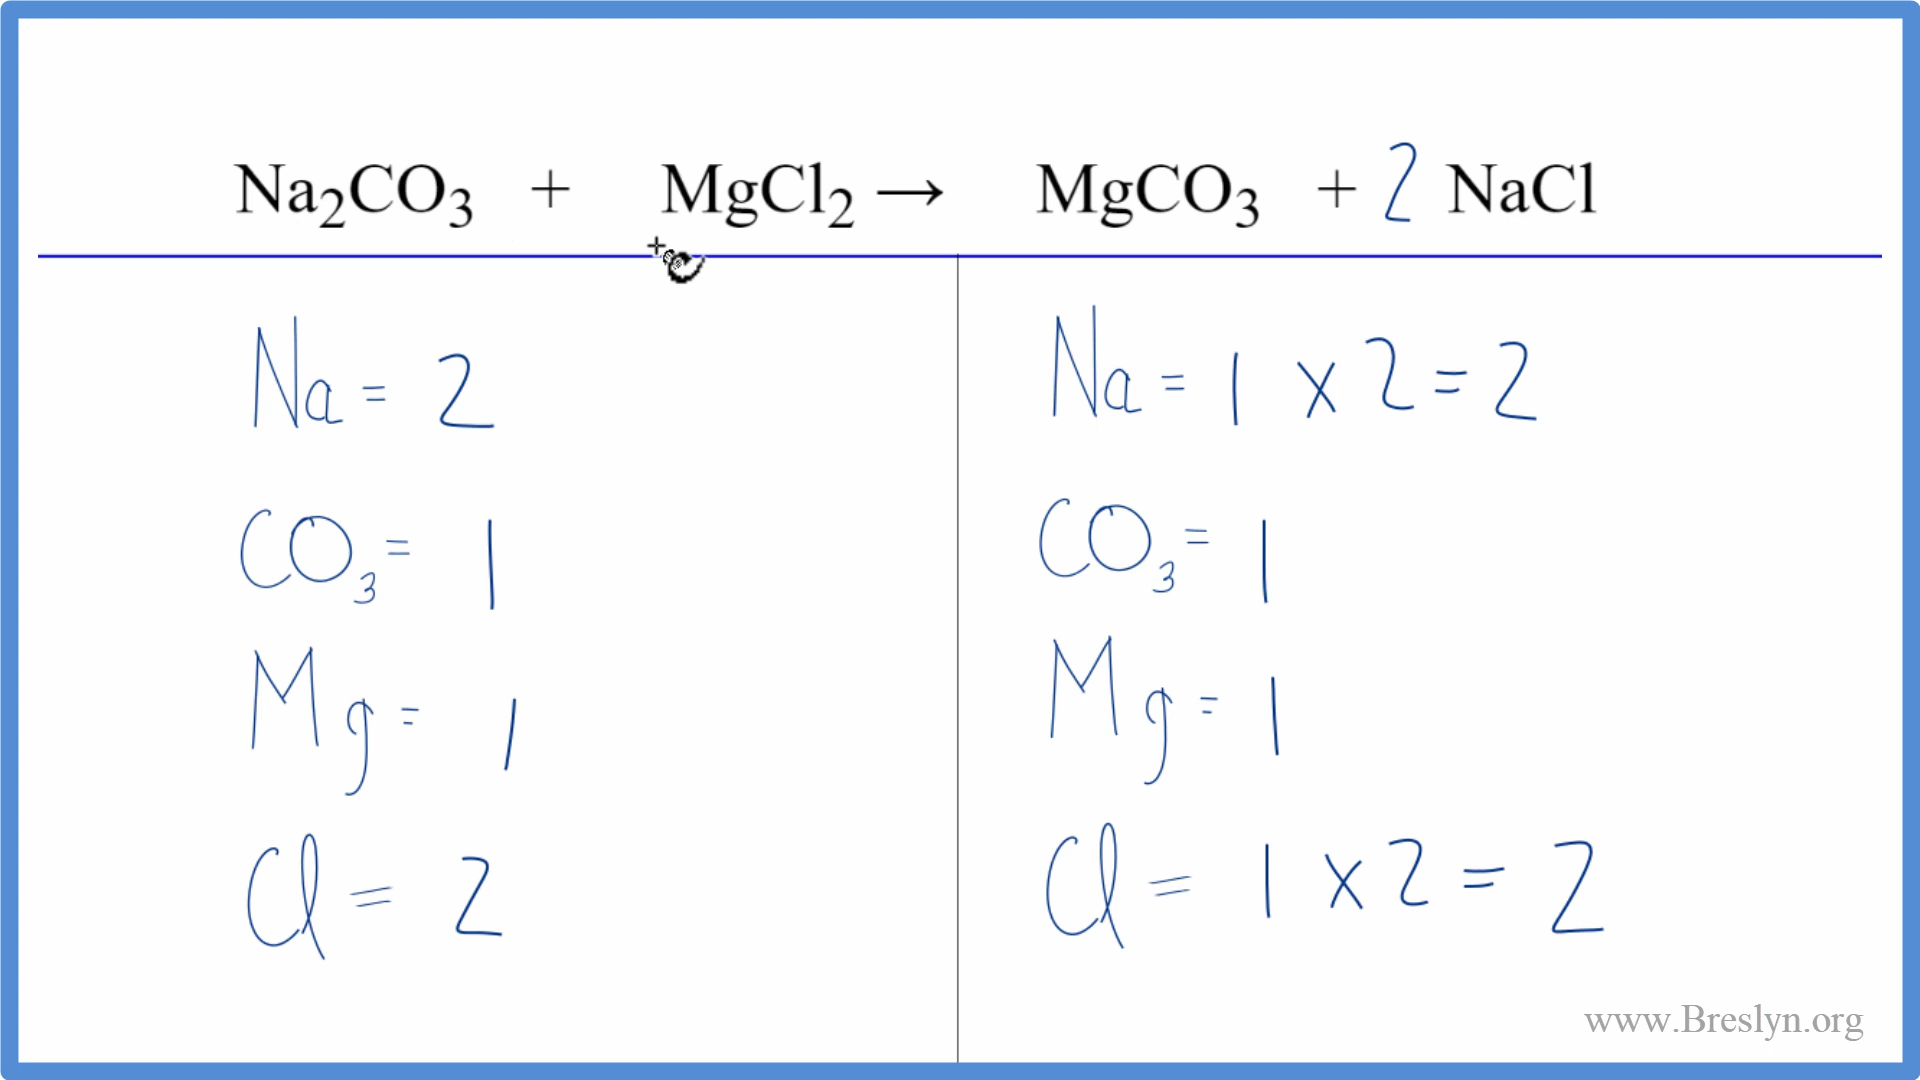 Na₂CO₃ + MgCl₂ → MgCO₃ + 2 NaCl
Na = 2
CO₃ = 1
Mg = 1
Cl = 2
Na = 1 x 2 = 2
CO₃ = 1
Mg = 1
Cl = 1 x 2 = 2
www.Breslyn.org